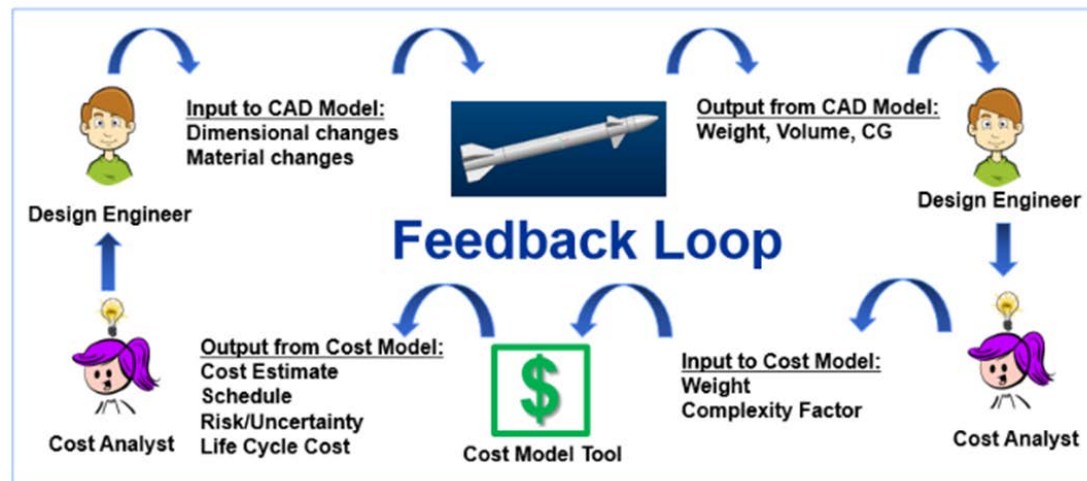 Input to CAD Model:
Dimensional changes
Material changes
Output from CAD Model:
Weight, Volume, CG
Design Engineer
Design Engineer
Feedback Loop
Output from Cost Model:
Cost Estimate
Schedule
Risk/Uncertainty
Life Cycle Cost
$
Input to Cost Model:
Weight
Complexity Factor
Cost Analyst
Cost Model Tool
Cost Analyst